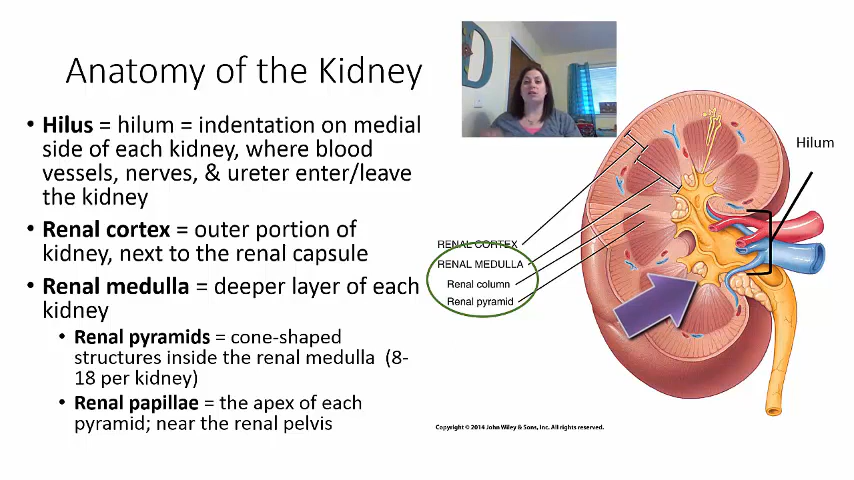 Anatomy of the Kidney
• Hilus = hilum = indentation on medial
side of each kidney, where blood
vessels, nerves, & ureter enter/leave
the kidney
• Renal cortex = outer portion of
kidney, next to the renal capsule
• Renal medulla = deeper layer of each
kidney
• Renal pyramids = cone-shaped
structures inside the renal medulla (8-
18 per kidney)
• Renal papillae = the apex of each
pyramid; near the renal pelvis
Hilum
RENAL CORTEX
RENAL MEDULLA
Renal column
Renal pyramid
Copyright © 2014 John Wiley & Sons, Inc. All rights reserved.